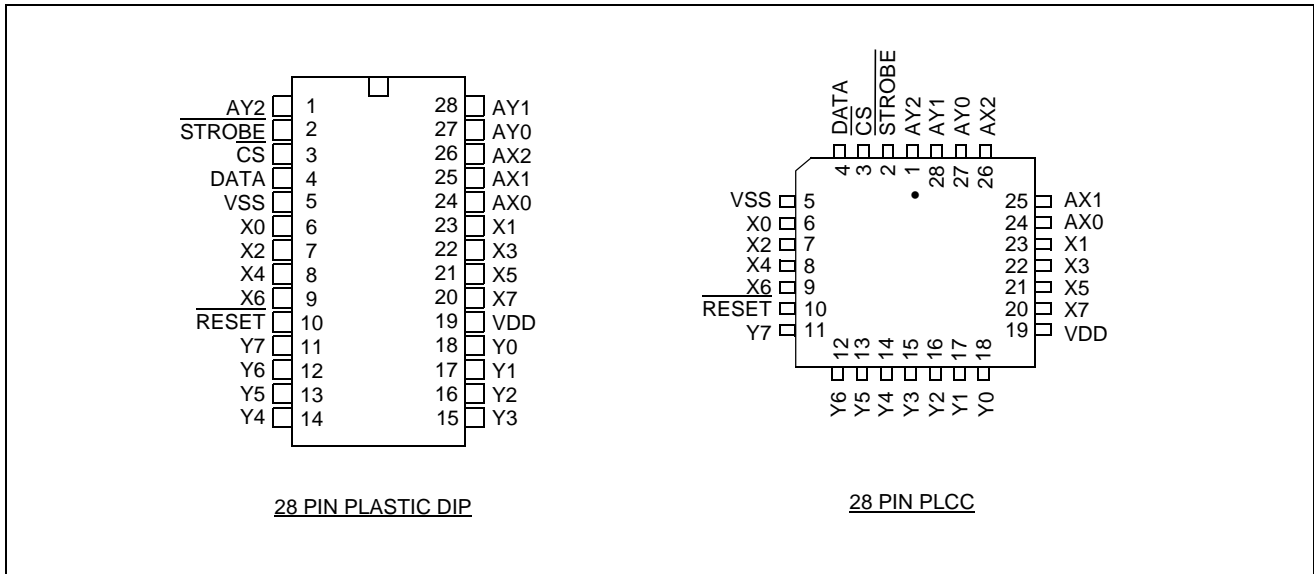 AY2 1 28 AY1
STROBE 2 27 AY0
CS 3 26 AX2
DATA 4 25 AX1
VSS 5 24 AX0
X0 6 23 X1
X2 7 22 X3
X4 8 21 X5
X6 9 20 X7
RESET 10 19 VDD
Y7 11 18 Y0
Y6 12 17 Y1
Y5 13 16 Y2
Y4 14 15 Y3
28 PIN PLASTIC DIP
DATA CS STROBE AY2 AY1 AY0 AX2
4 3 2 1 28 27 26
VSS 5 25 AX1
X0 6 24 AX0
X2 7 23 X1
X4 8 22 X3
X6 9 21 X5
RESET 10 20 X7
Y7 11 19 VDD
12 13 14 15 16 17 18
Y6 Y5 Y4 Y3 Y2 Y1 Y0
28 PIN PLCC